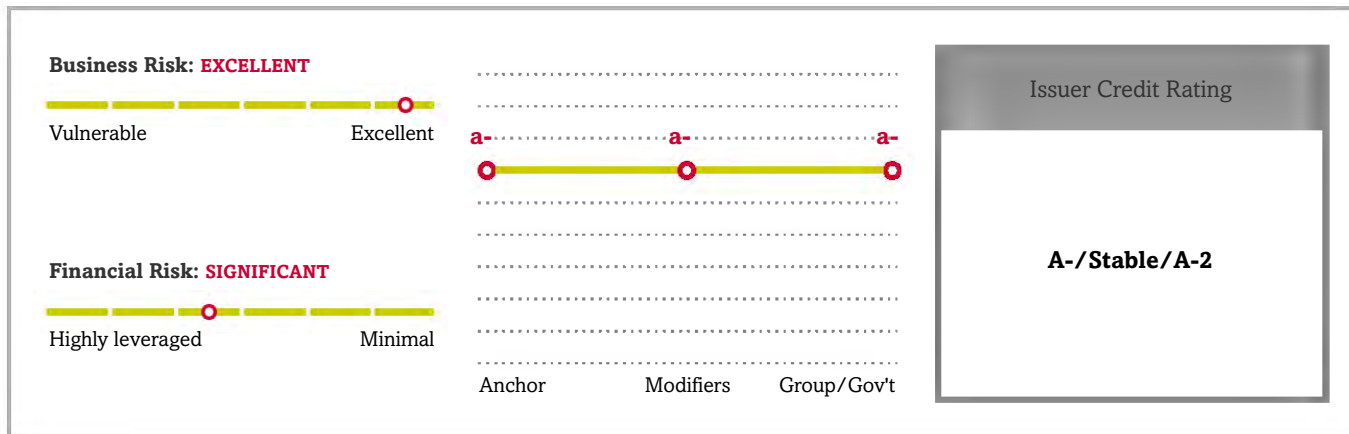 Business Risk: EXCELLENT
Vulnerable Excellent
Financial Risk: SIGNIFICANT
Highly leveraged Minimal
a- a- a-
Anchor Modifiers Group/Gov't
Issuer Credit Rating
A-/Stable/A-2